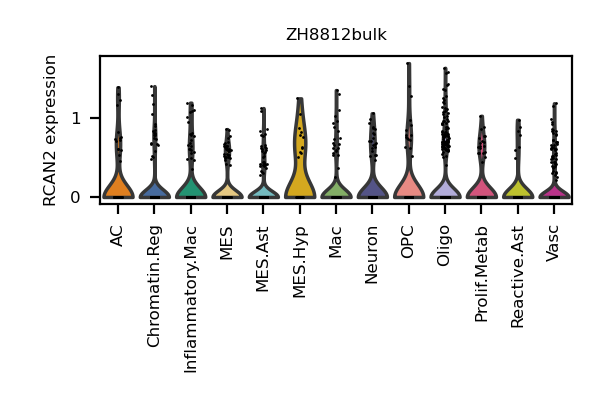 ZH8812bulk
RCAN2 expression
1
0
AC
Chromatin.Reg
Inflammatory.Mac
MES
MES.Ast
MES.Hyp
Mac
Neuron
OPC
Oligo
Prolif.Metab
Reactive.Ast
Vasc